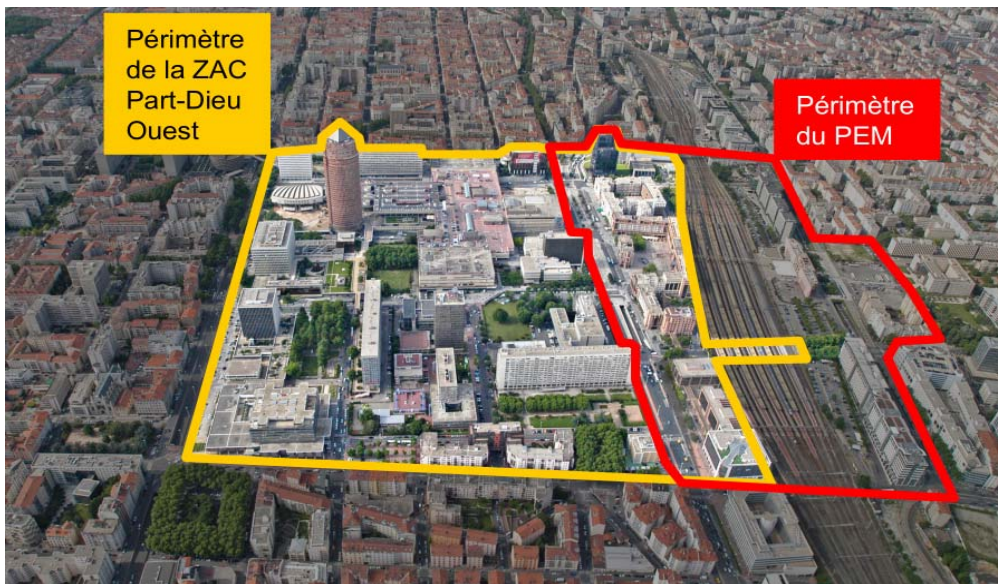 Périmètre
de la ZAC
Part-Dieu
Ouest
Périmètre
du PEM